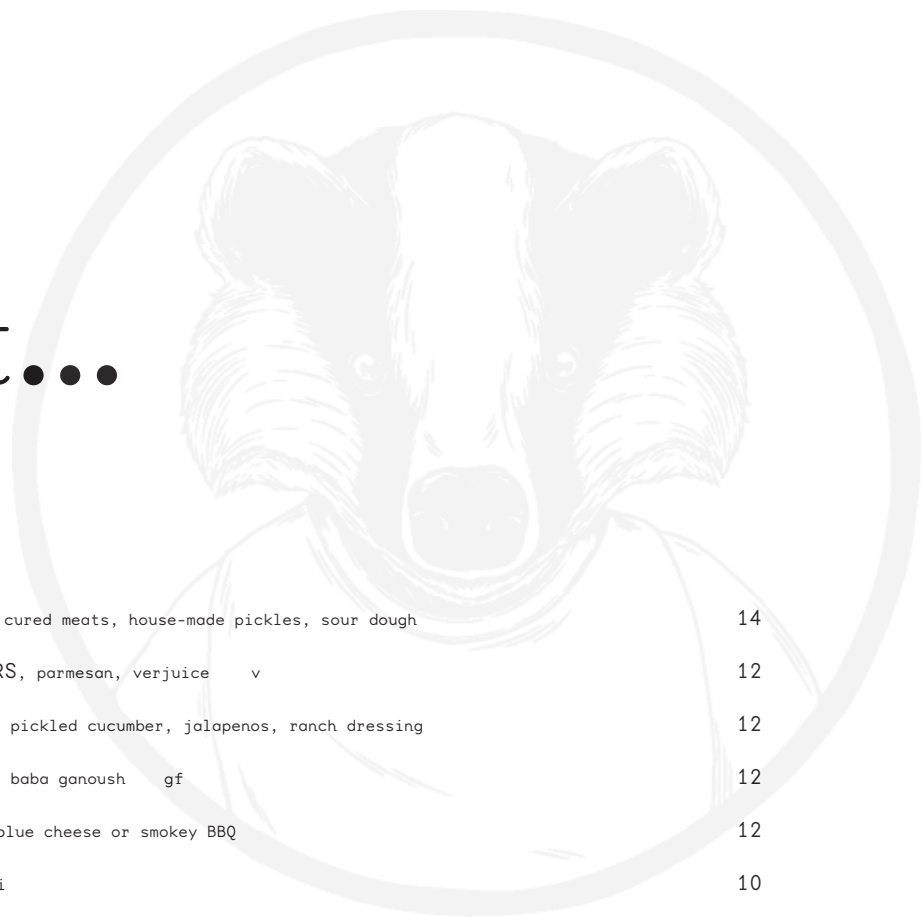 t...
cured meats, house-made pickles, sour dough 14
RS, parmesan, verjuice v 12
pickled cucumber, jalapenos, ranch dressing 12
baba ganoush gf 12
blue cheese or smokey BBQ 12
i 10